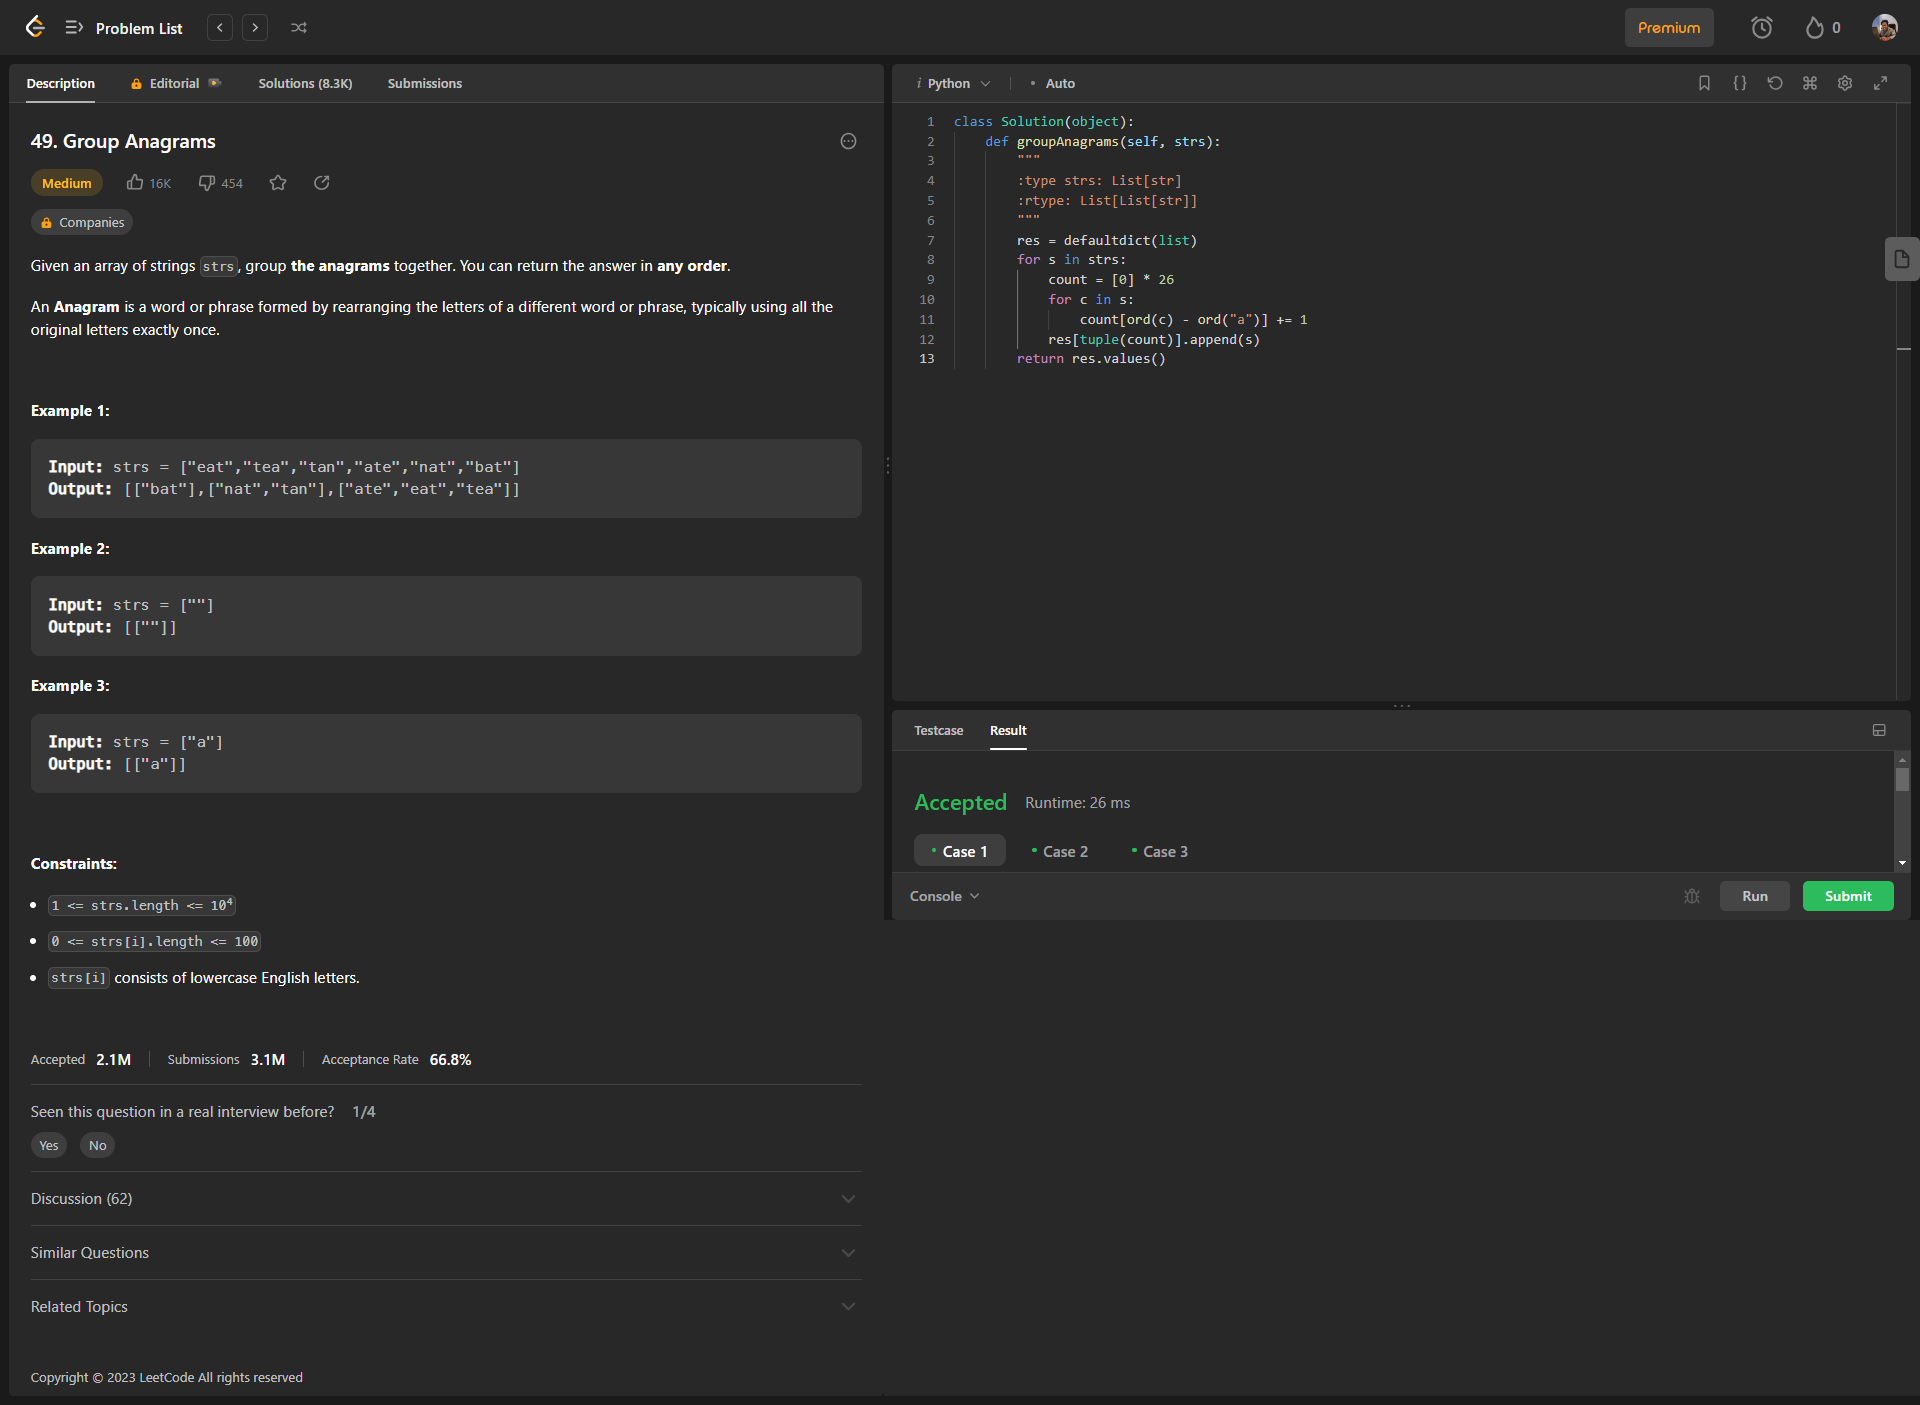 Problem List
Premium
0
Description
Editorial
Solutions (8.3K)
Submissions
49. Group Anagrams
Medium
16K
454
Companies
Given an array of strings strs, group the anagrams together. You can return the answer in any order.
An Anagram is a word or phrase formed by rearranging the letters of a different word or phrase, typically using all the
original letters exactly once.
Example 1:
Input: strs = ["eat","tea","tan","ate","nat","bat"]
Output: [["bat"],["nat","tan"],["ate","eat","tea"]]
Example 2:
Input: strs = [""]
Output: [[""]]
Example 3:
Input: strs = ["a"]
Output: [["a"]]
Constraints:
1 <= strs.length <= 10⁴
0 <= strs[i].length <= 100
strs[i] consists of lowercase English letters.
Accepted 2.1M
Submissions 3.1M
Acceptance Rate 66.8%
Seen this question in a real interview before? 1/4
Yes
No
Discussion (62)
Similar Questions
Related Topics
Copyright © 2023 LeetCode All rights reserved
i Python
• Auto
1 class Solution(object):
2     def groupAnagrams(self, strs):
3         """
4         :type strs: List[str]
5         :rtype: List[List[str]]
6         """
7         res = defaultdict(list)
8         for s in strs:
9             count = [0] * 26
10             for c in s:
11                 count[ord(c) - ord("a")] += 1
12             res[tuple(count)].append(s)
13         return res.values()
Testcase
Result
Accepted
Runtime: 26 ms
Case 1
Case 2
Case 3
Console
Run
Submit